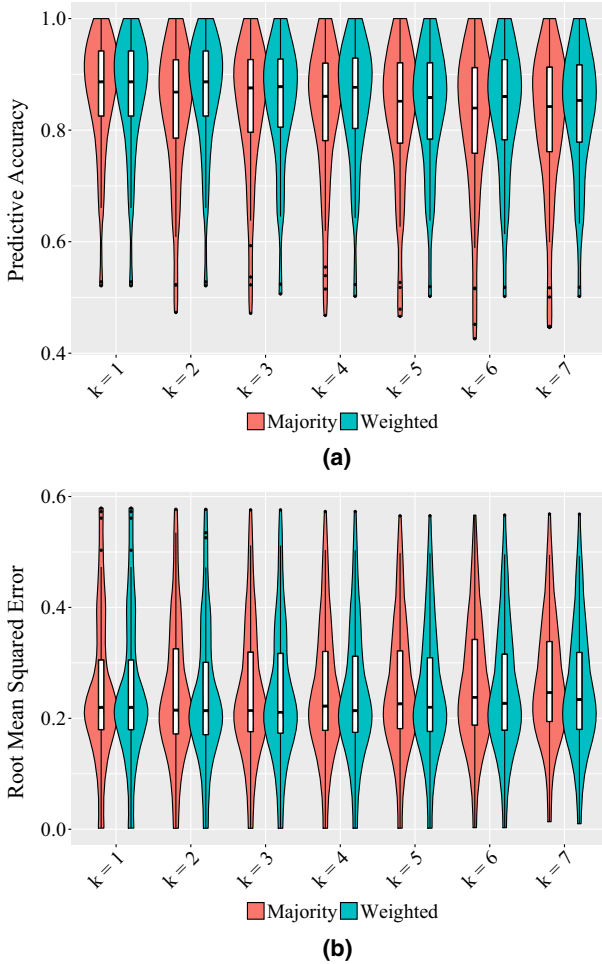 Predictive Accuracy
1.0
0.8
0.6
0.4
k = 1 k = 2 k = 3 k = 4 k = 5 k = 6 k = 7
Majority Weighted
(a)
Root Mean Squared Error
0.6
0.4
0.2
0.0
k = 1 k = 2 k = 3 k = 4 k = 5 k = 6 k = 7
Majority Weighted
(b)